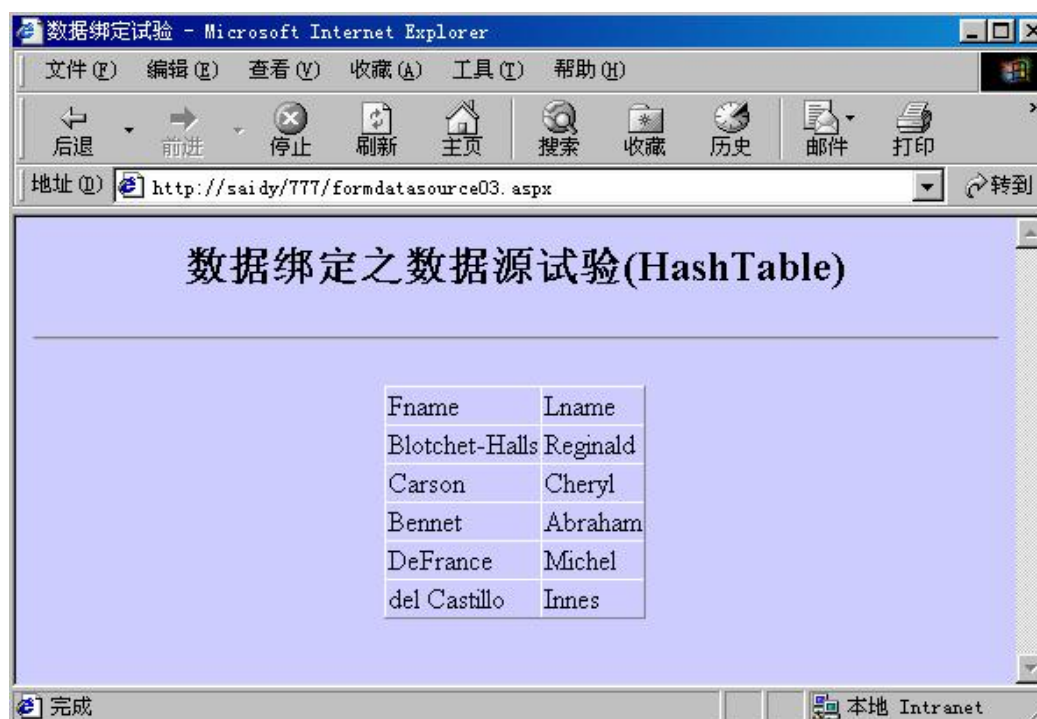 数据绑定试验 - Microsoft Internet Explorer
文件(F) 编辑(E) 查看(V) 收藏(A) 工具(T) 帮助(H)
后退 前进 停止 刷新 主页 搜索 收藏 历史 邮件 打印 »
地址(D) http://saidy/777/formdatasource03.aspx 转到
数据绑定之数据源试验(HashTable)
Fname Lname
Blotchet-Halls Reginald
Carson Cheryl
Bennet Abraham
DeFrance Michel
del Castillo Innes
完成 本地 Intranet